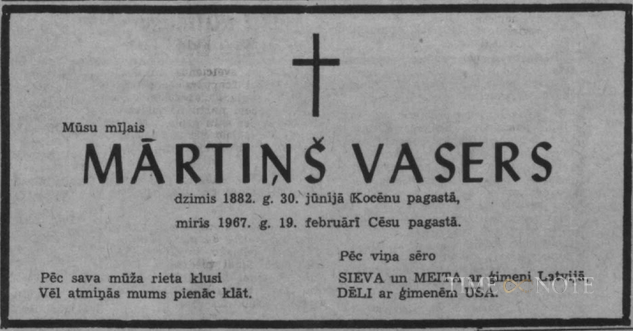 Mūsu mīļais
MĀRTIŅŠ VASERS
dzimis 1882. g. 30. jūnijā Kocēnu pagastā,
miris 1967. g. 19. februārī Cēsu pagastā.
Pēc viņa sēro
SIEVA un MEITA ar ģimeni Latvijā,
DĒLI ar ģimenēm USA.
Pēc sava mūža rieta klusi
Vēl atmiņās mums pienāc klāt.
TIME NOTE